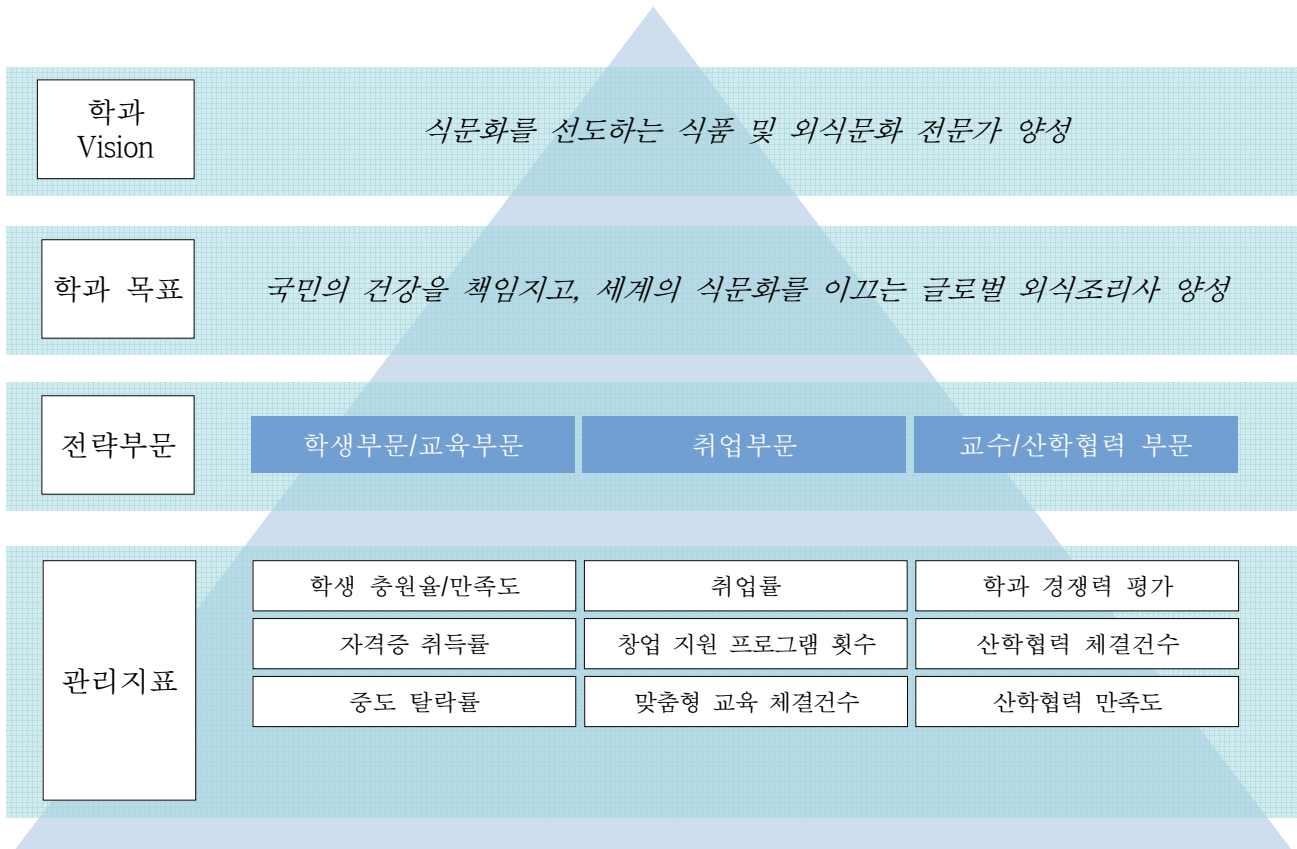 학과
Vision
식문화를 선도하는 식품 및 외식문화 전문가 양성
학과 목표
국민의 건강을 책임지고, 세계의 식문화를 이끄는 글로벌 외식조리사 양성
전략부문
학생부문/교육부문
취업부문
교수/산학협력 부문
관리지표
학생 충원율/만족도
취업률
학과 경쟁력 평가
자격증 취득률
창업 지원 프로그램 횟수
산학협력 체결건수
중도 탈락률
맞춤형 교육 체결건수
산학협력 만족도